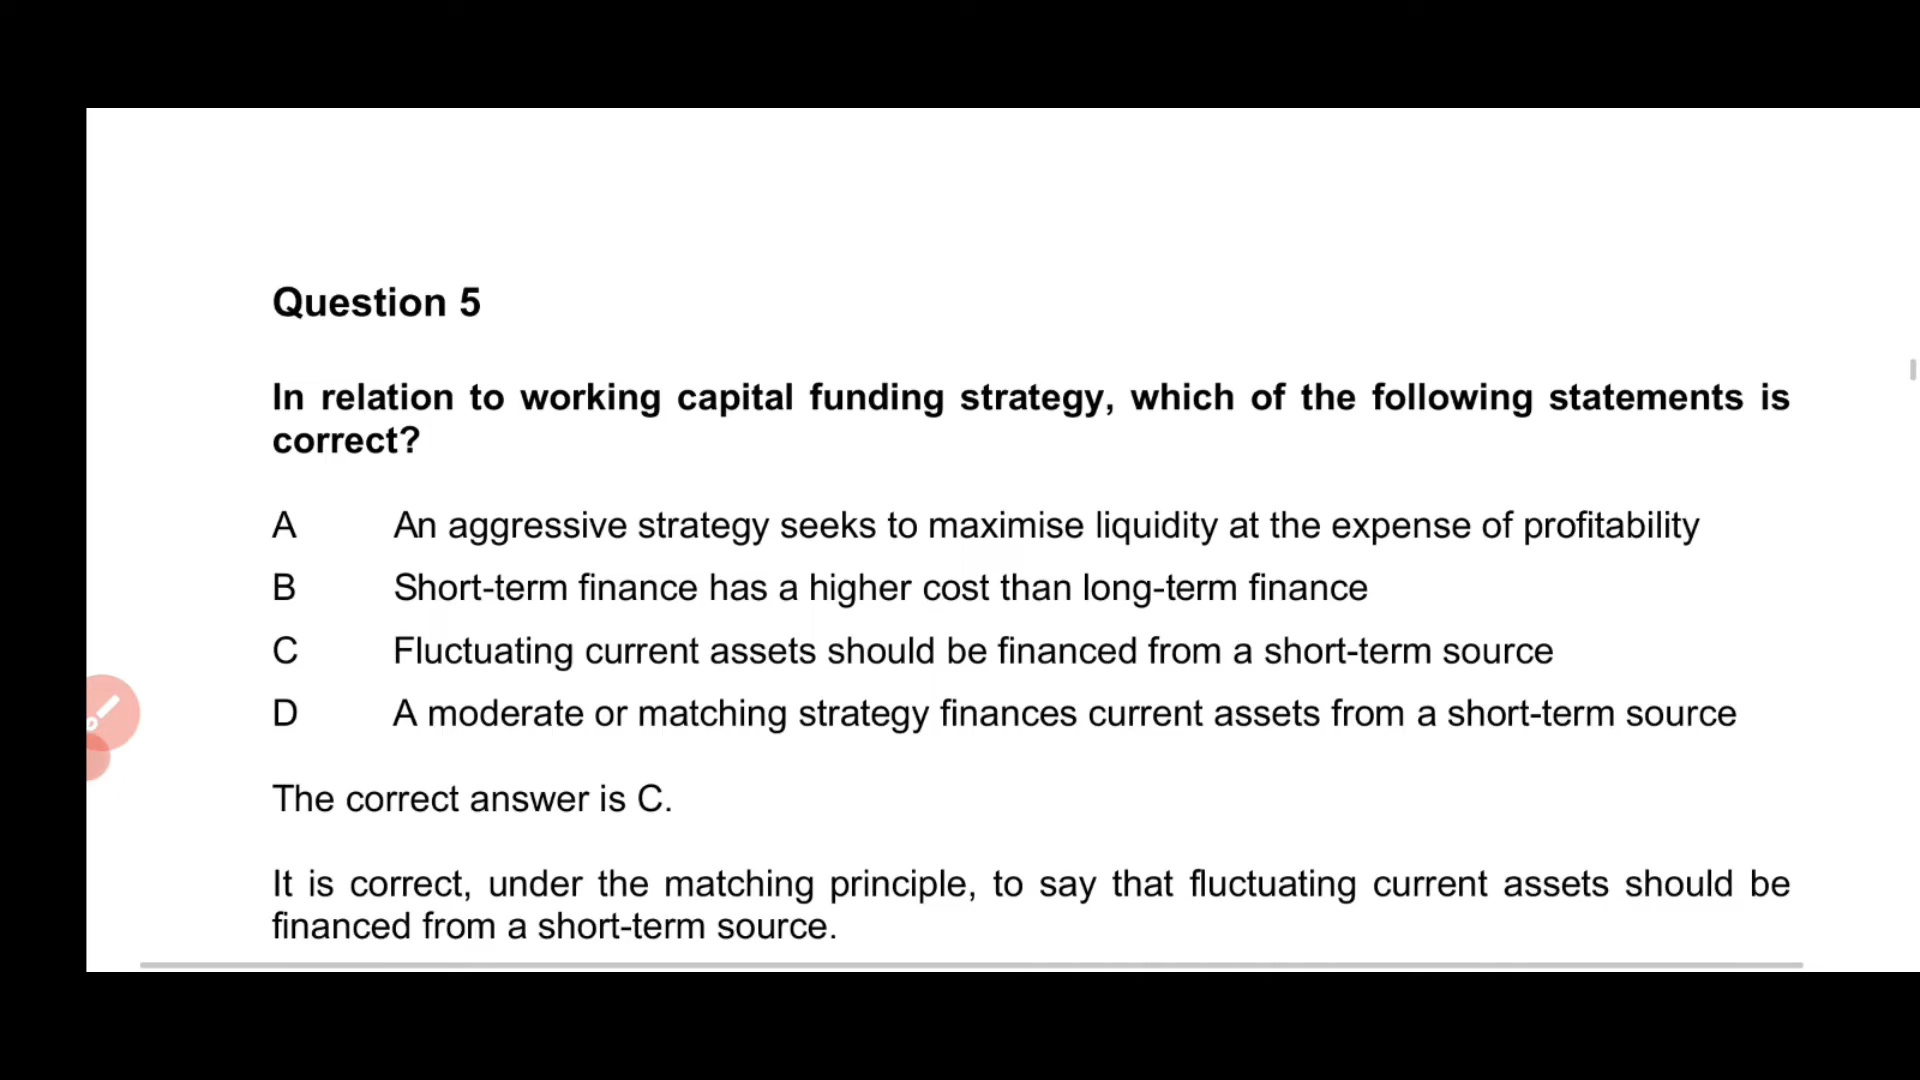 Question 5
In relation to working capital funding strategy, which of the following statements is
correct?
A An aggressive strategy seeks to maximise liquidity at the expense of profitability
B Short-term finance has a higher cost than long-term finance
C Fluctuating current assets should be financed from a short-term source
D A moderate or matching strategy finances current assets from a short-term source
The correct answer is C.
It is correct, under the matching principle, to say that fluctuating current assets should be
financed from a short-term source.